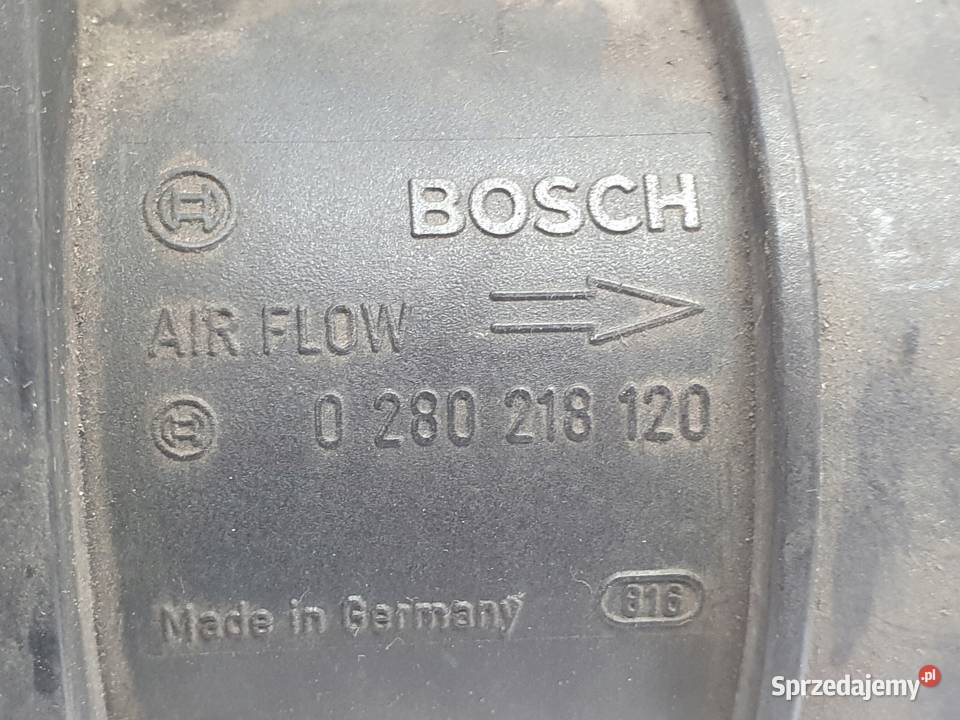 BOSCH
AIR FLOW
0 280 218 120
Made in Germany 816
Sprzedajemy.pl